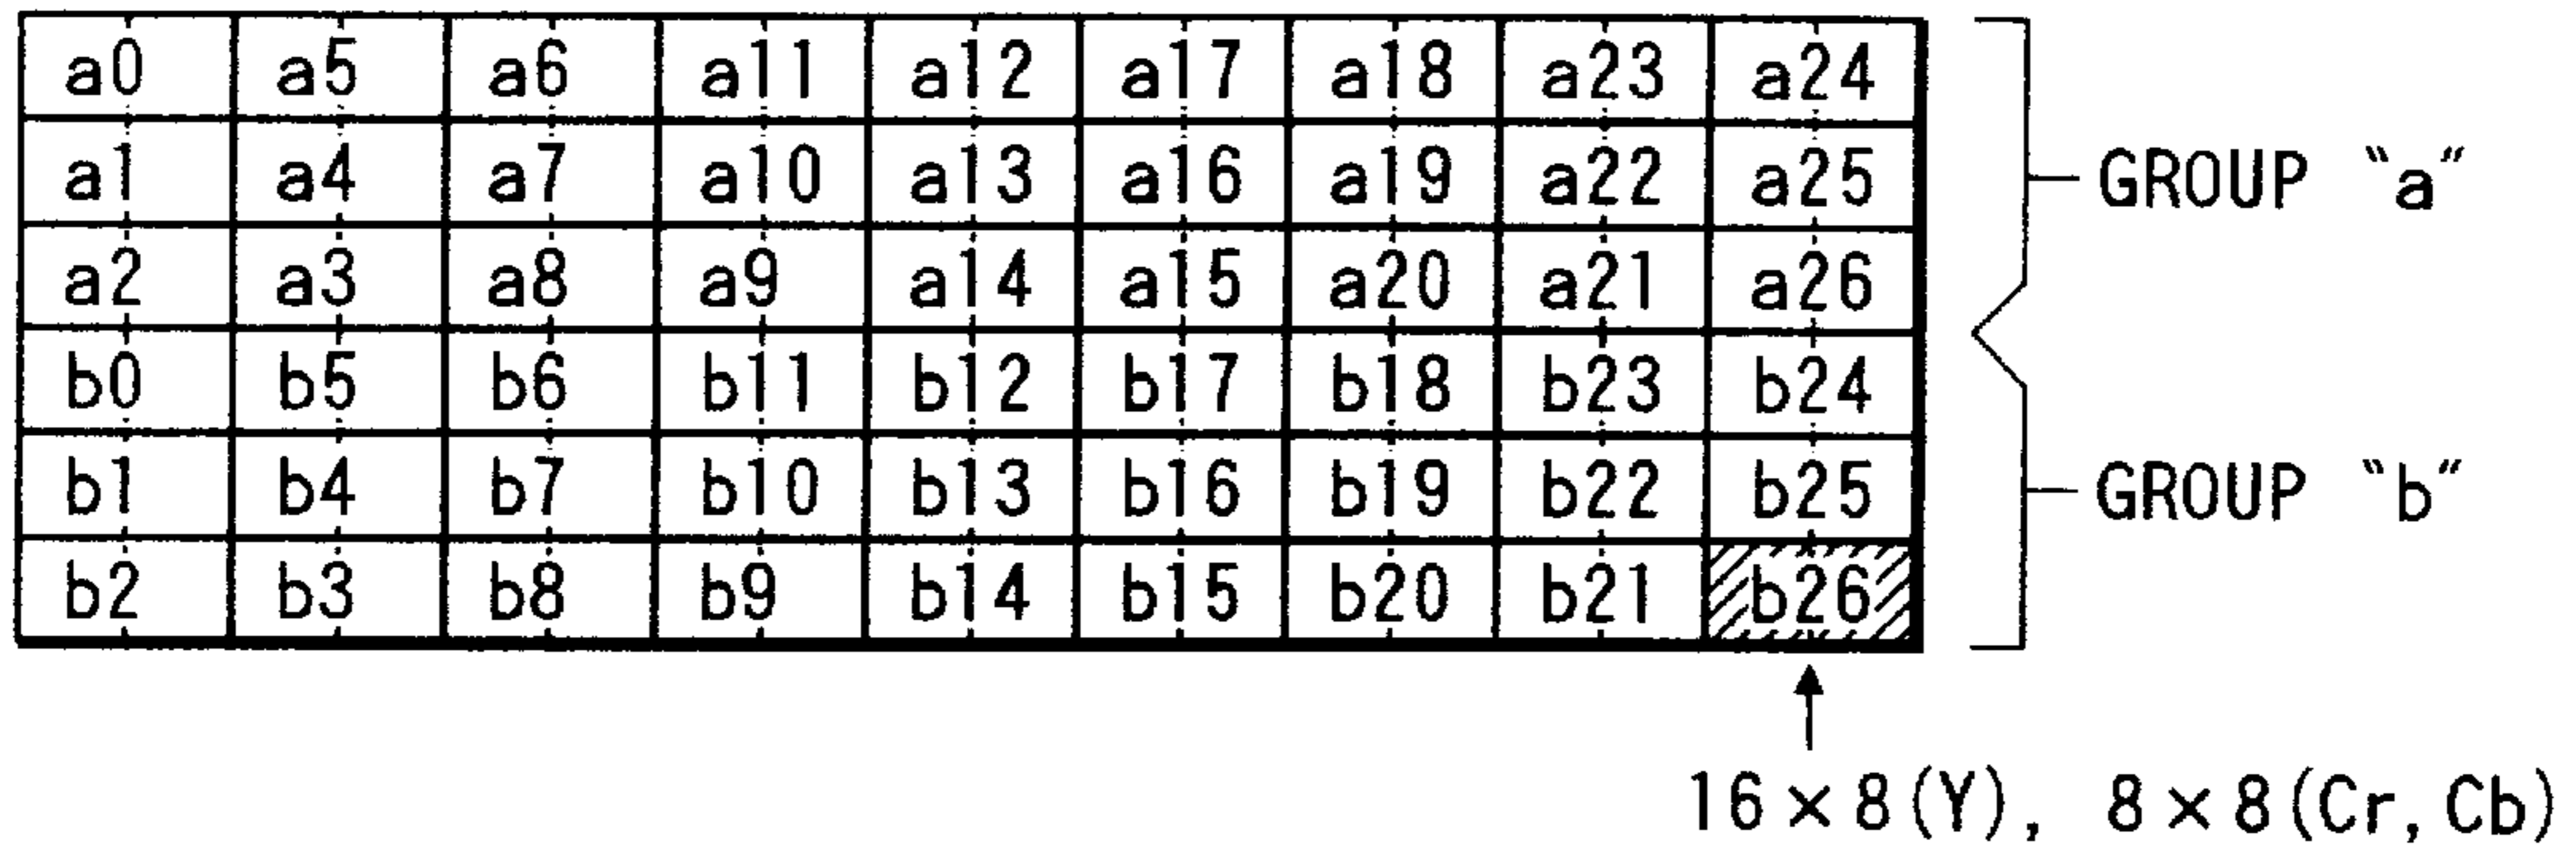 a0 a5 a6 a11 a12 a17 a18 a23 a24
a1 a4 a7 a10 a13 a16 a19 a22 a25
GROUP "a"
a2 a3 a8 a9 a14 a15 a20 a21 a26
b0 b5 b6 b11 b12 b17 b18 b23 b24
b1 b4 b7 b10 b13 b16 b19 b22 b25
GROUP "b"
b2 b3 b8 b9 b14 b15 b20 b21 b26
16×8(Y), 8×8(Cr,Cb)